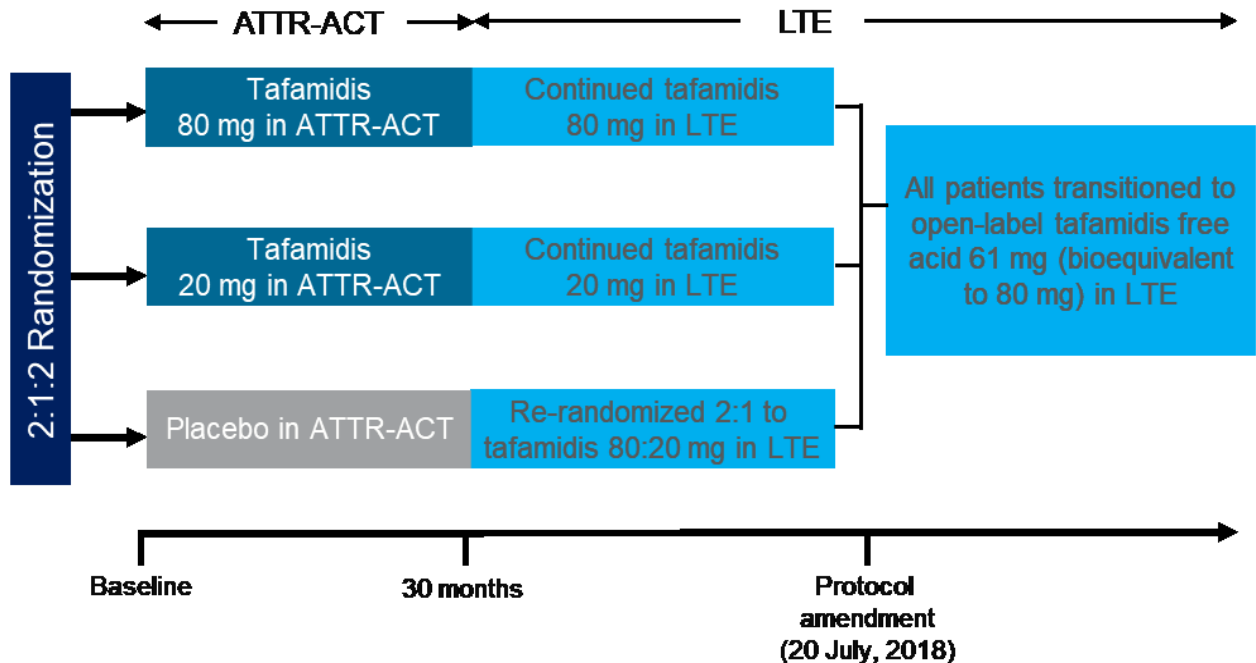 ATTR-ACT
LTE
2:1:2 Randomization
Tafamidis
80 mg in ATTR-ACT
Continued tafamidis
80 mg in LTE
Tafamidis
20 mg in ATTR-ACT
Continued tafamidis
20 mg in LTE
Placebo in ATTR-ACT
Re-randomized 2:1 to
tafamidis 80:20 mg in LTE
All patients transitioned to
open-label tafamidis free
acid 61 mg (bioequivalent
to 80 mg) in LTE
Baseline
30 months
Protocol
amendment
(20 July, 2018)